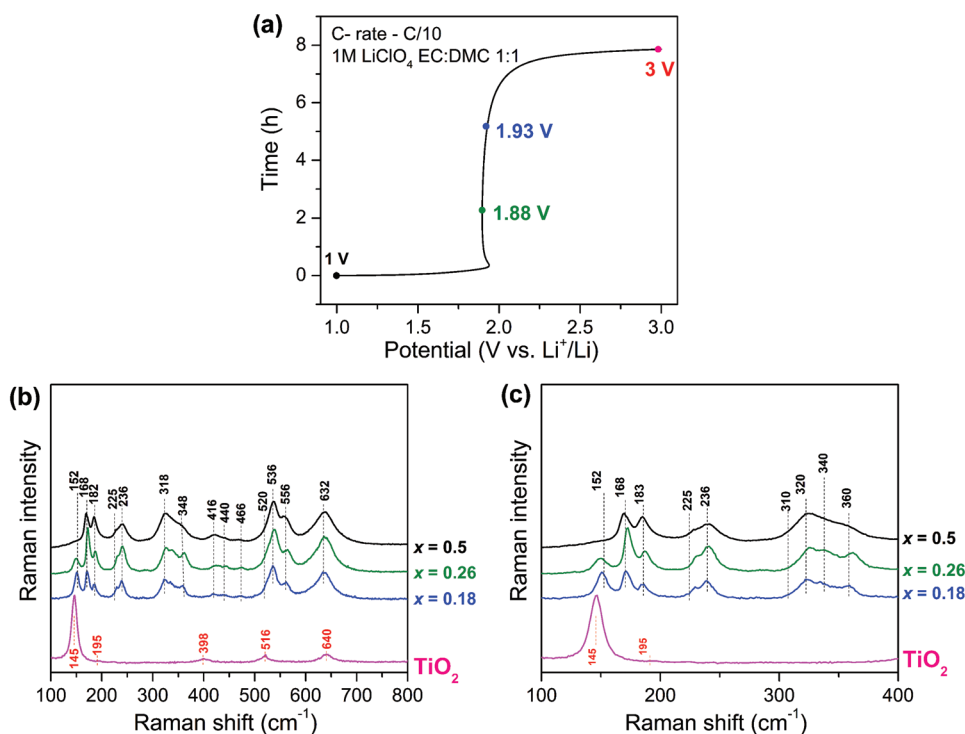 (a)
C- rate - C/10
1M LiClO4 EC:DMC 1:1
3 V
1.93 V
1.88 V
1 V
8
6
4
2
0
Time (h)
1.0 1.5 2.0 2.5 3.0
Potential (V vs. Li+/Li)
(b)
Raman intensity
152 168 182 225 236 318 348 416 440 466 520 536 556 632
x = 0.5
x = 0.26
x = 0.18
TiO2
145 195 398 516 640
100 200 300 400 500 600 700 800
Raman shift (cm-1)
(c)
Raman intensity
152 168 183 225 236 310 320 340 360
x = 0.5
x = 0.26
x = 0.18
TiO2
145 195
100 200 300 400
Raman shift (cm-1)